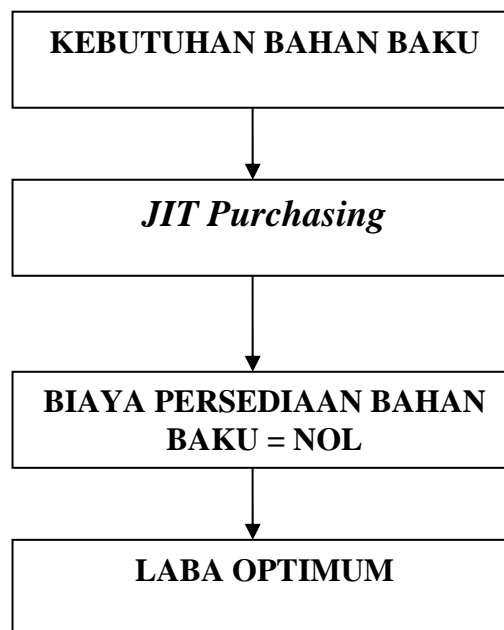 KEBUTUHAN BAHAN BAKU
JIT Purchasing
BIAYA PERSEDIAAN BAHAN
BAKU = NOL
LABA OPTIMUM